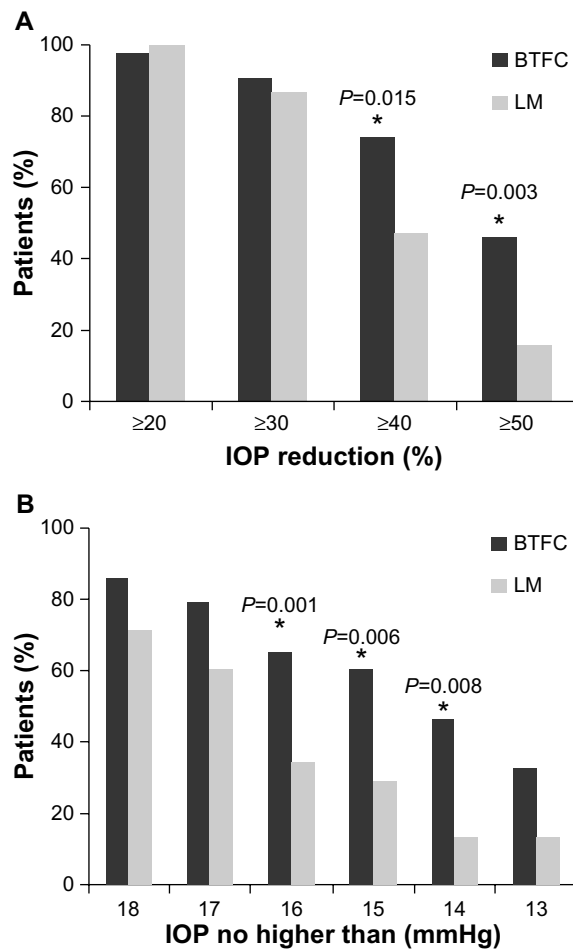 A
100
80
60
40
20
0
Patients (%)
BTFC
LM
P=0.015
*
P=0.003
*
≥20 ≥30 ≥40 ≥50
IOP reduction (%)
B
100
80
60
40
20
0
Patients (%)
BTFC
LM
P=0.001
*
P=0.006
*
P=0.008
*
18 17 16 15 14 13
IOP no higher than (mmHg)